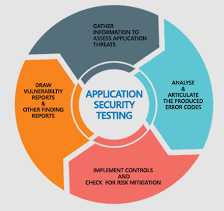 GATHER
INFORMATION TO
ASSESS APPLICATION
THREATS
ANALYSE
&
ARTICULATE
THE PRODUCED
ERROR CODES
IMPLEMENT CONTROLS
AND
CHECK FOR RISK MITIGATION
DRAW
VULNERABILTIY
REPORTS
&
OTHER FINDING
REPORTS
APPLICATION
SECURITY
TESTING